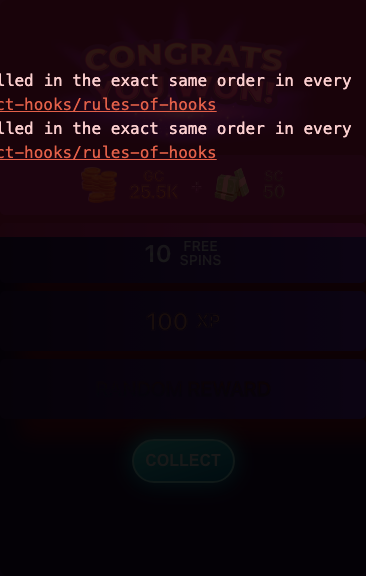 CONGRATS
YOU WON!
lled in the exact same order in every
ct-hooks/rules-of-hooks
lled in the exact same order in every
ct-hooks/rules-of-hooks
GC
25.5K
+
SC
50
10 FREE
SPINS
100 XP
COLLECT